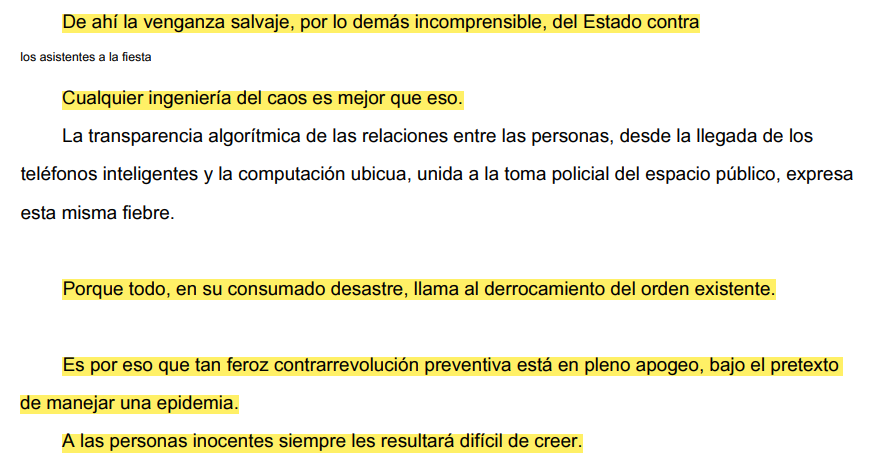 De ahí la venganza salvaje, por lo demás incomprensible, del Estado contra
los asistentes a la fiesta
Cualquier ingeniería del caos es mejor que eso.
La transparencia algorítmica de las relaciones entre las personas, desde la llegada de los
teléfonos inteligentes y la computación ubicua, unida a la toma policial del espacio público, expresa
esta misma fiebre.
Porque todo, en su consumado desastre, llama al derrocamiento del orden existente.
Es por eso que tan feroz contrarrevolución preventiva está en pleno apogeo, bajo el pretexto
de manejar una epidemia.
A las personas inocentes siempre les resultará difícil de creer.